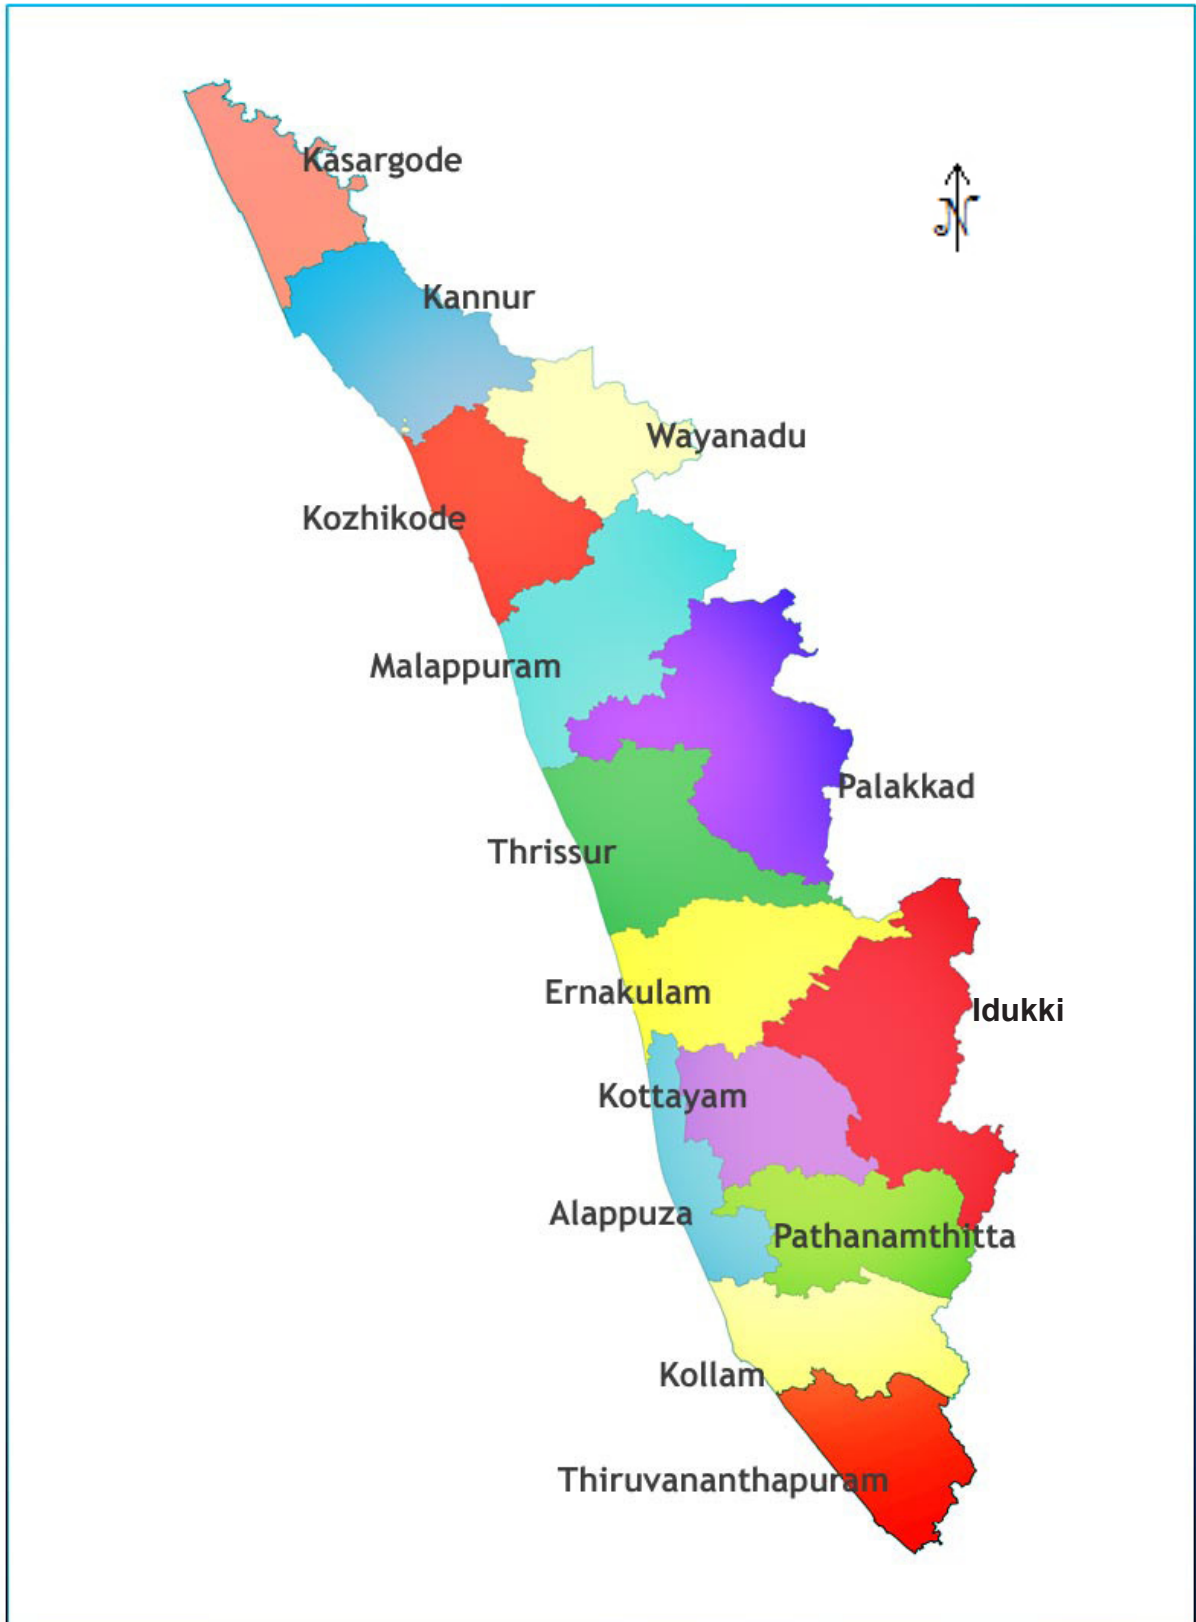 Kasargode
N
Kannur
Wayanadu
Kozhikode
Malappuram
Palakkad
Thrissur
Ernakulam
Idukki
Kottayam
Alappuza
Pathanamthitta
Kollam
Thiruvananthapuram